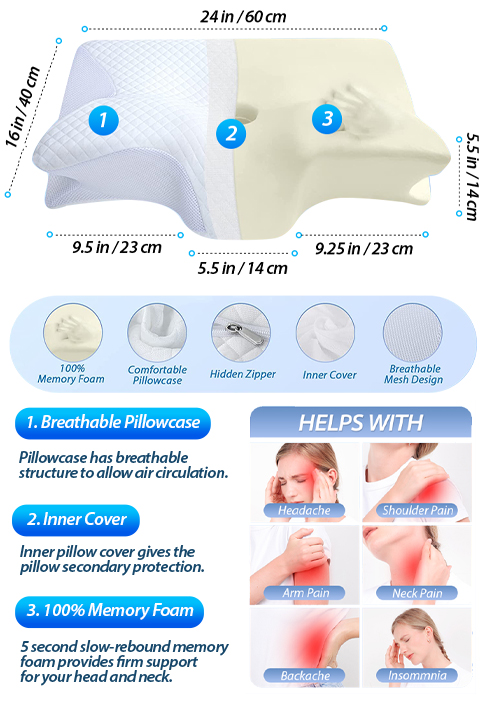 24 in / 60 cm
16 in / 40 cm
1
2
3
5.5 in / 14 cm
9.5 in / 23 cm
9.25 in / 23 cm
5.5 in / 14 cm
100%
Memory Foam
Comfortable
Pillowcase
Hidden Zipper
Inner Cover
Breathable
Mesh Design
1. Breathable Pillowcase
Pillowcase has breathable
structure to allow air circulation.
2. Inner Cover
Inner pillow cover gives the
pillow secondary protection.
3. 100% Memory Foam
5 second slow-rebound memory
foam provides firm support
for your head and neck.
HELPS WITH
Headache
Shoulder Pain
Arm Pain
Neck Pain
Backache
Insommnia